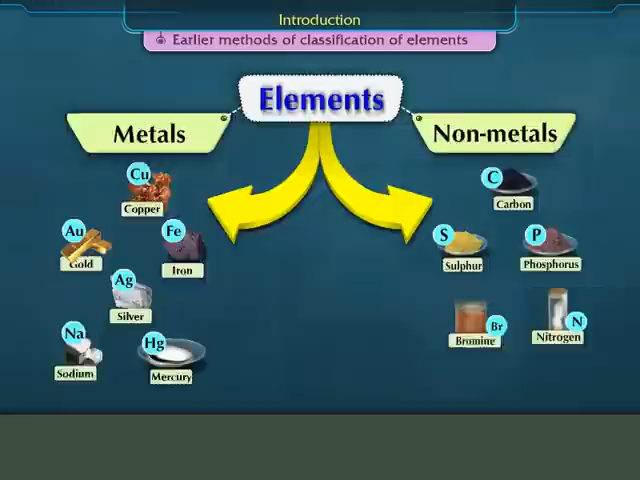 Introduction
Earlier methods of classification of elements
Elements
Metals
Non-metals
Cu
Copper
Au
Gold
Fe
Iron
Ag
Silver
Na
Sodium
Hg
Mercury
C
Carbon
S
Sulphur
P
Phosphorus
Br
Bromine
N
Nitrogen